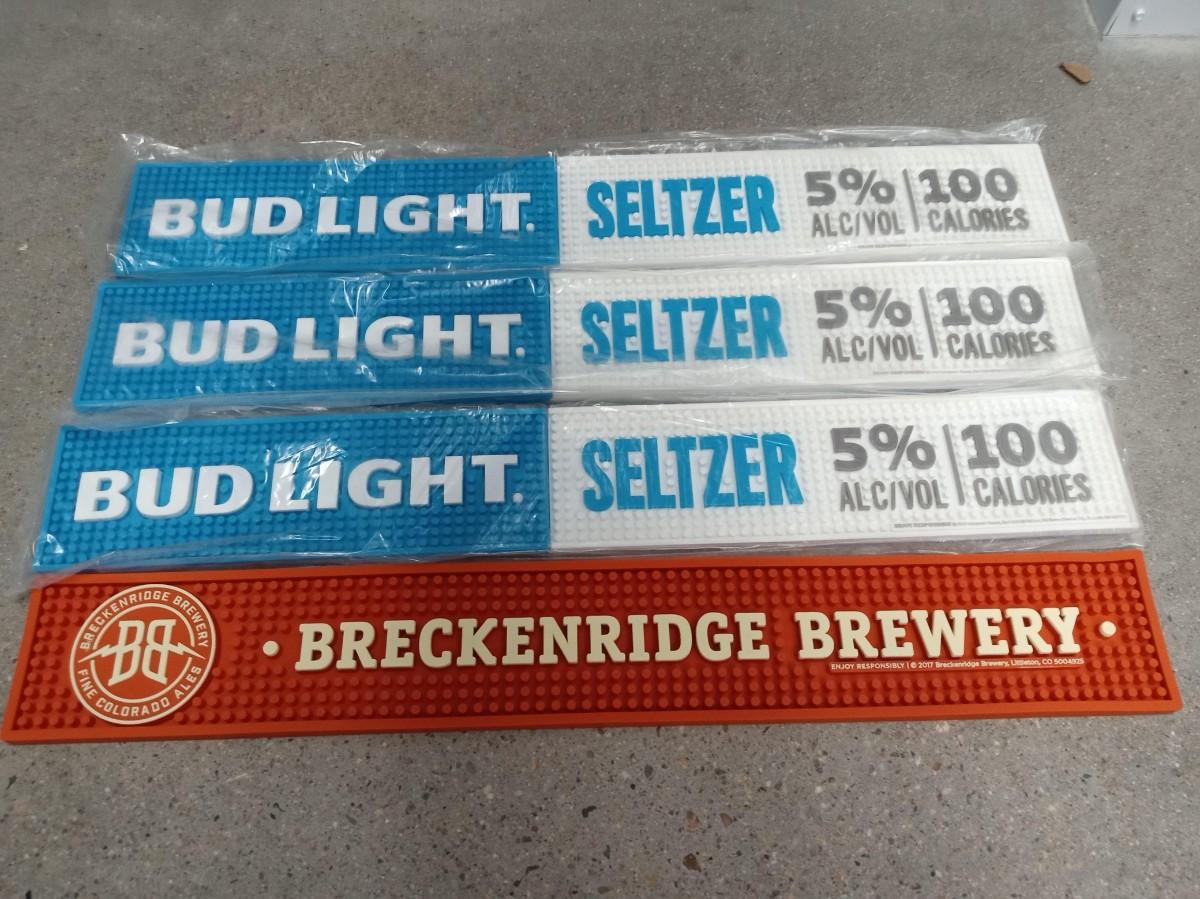 BUD LIGHT. SELTZER 5% ALC/VOL | 100 CALORIES
BUD LIGHT. SELTZER 5% ALC/VOL | 100 CALORIES
BUD LIGHT. SELTZER 5% ALC/VOL | 100 CALORIES
BRECKENRIDGE BREWERY
BB
FINE COLORADO ALES
• BRECKENRIDGE BREWERY •
ENJOY RESPONSIBLY | © 2017 Breckenridge Brewery, Littleton, CO 5004925